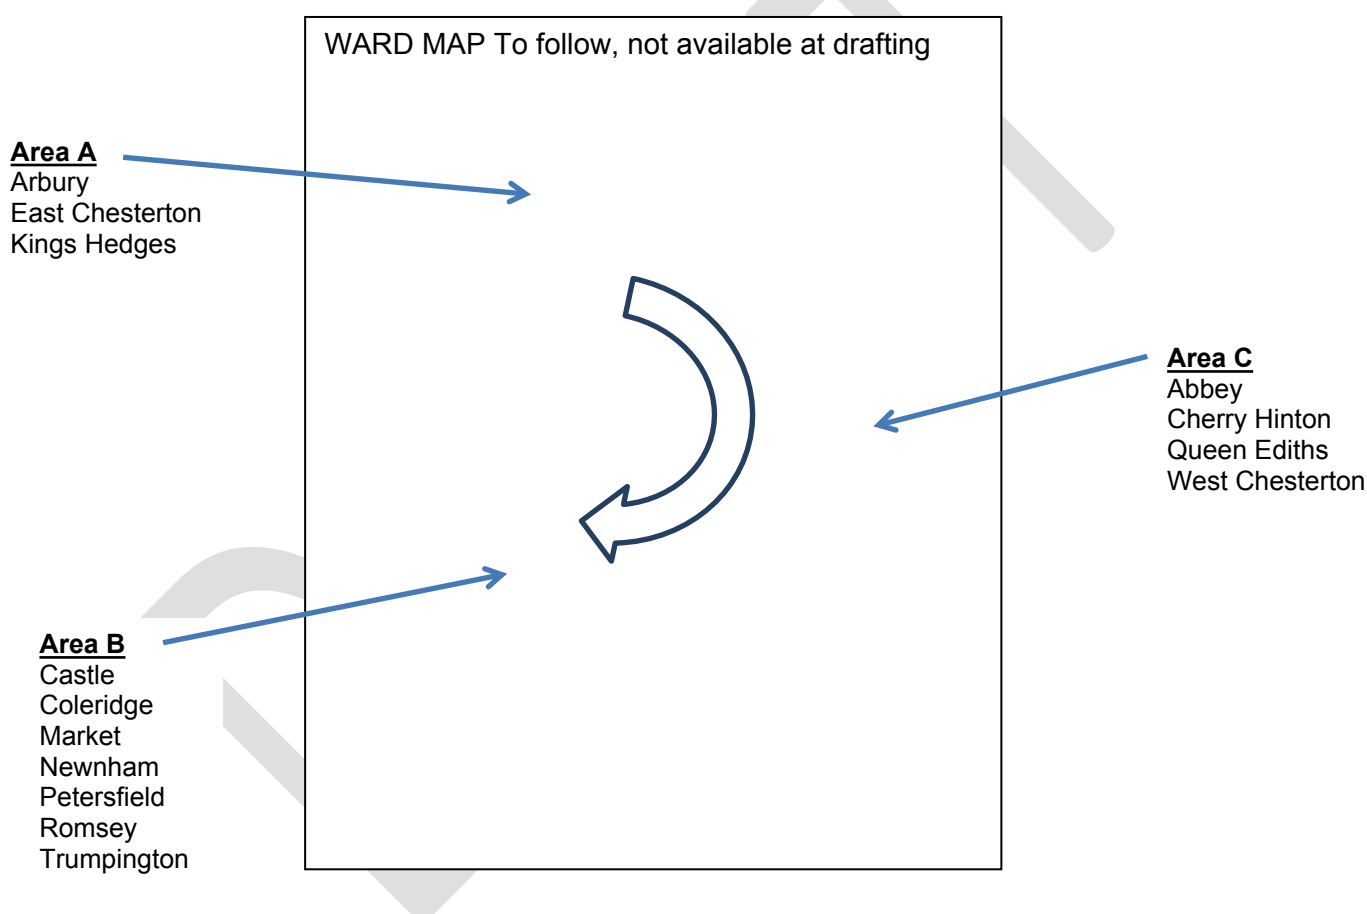 WARD MAP To follow, not available at drafting
Area A
Arbury
East Chesterton
Kings Hedges
Area C
Abbey
Cherry Hinton
Queen Ediths
West Chesterton
Area B
Castle
Coleridge
Market
Newnham
Petersfield
Romsey
Trumpington